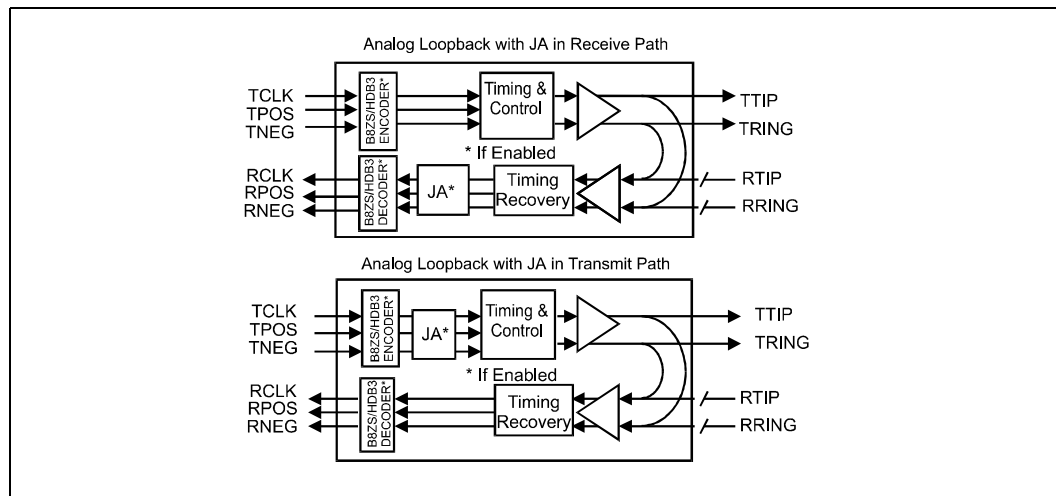 Analog Loopback with JA in Receive Path
TCLK
TPOS
TNEG
B8ZS/HDB3
ENCODER*
Timing &
Control
TTIP
TRING
* If Enabled
RCLK
RPOS
RNEG
B8ZS/HDB3
DECODER*
JA*
Timing
Recovery
RTIP
RRING
Analog Loopback with JA in Transmit Path
TCLK
TPOS
TNEG
B8ZS/HDB3
ENCODER*
JA*
Timing &
Control
TTIP
TRING
* If Enabled
RCLK
RPOS
RNEG
B8ZS/HDB3
DECODER*
Timing
Recovery
RTIP
RRING